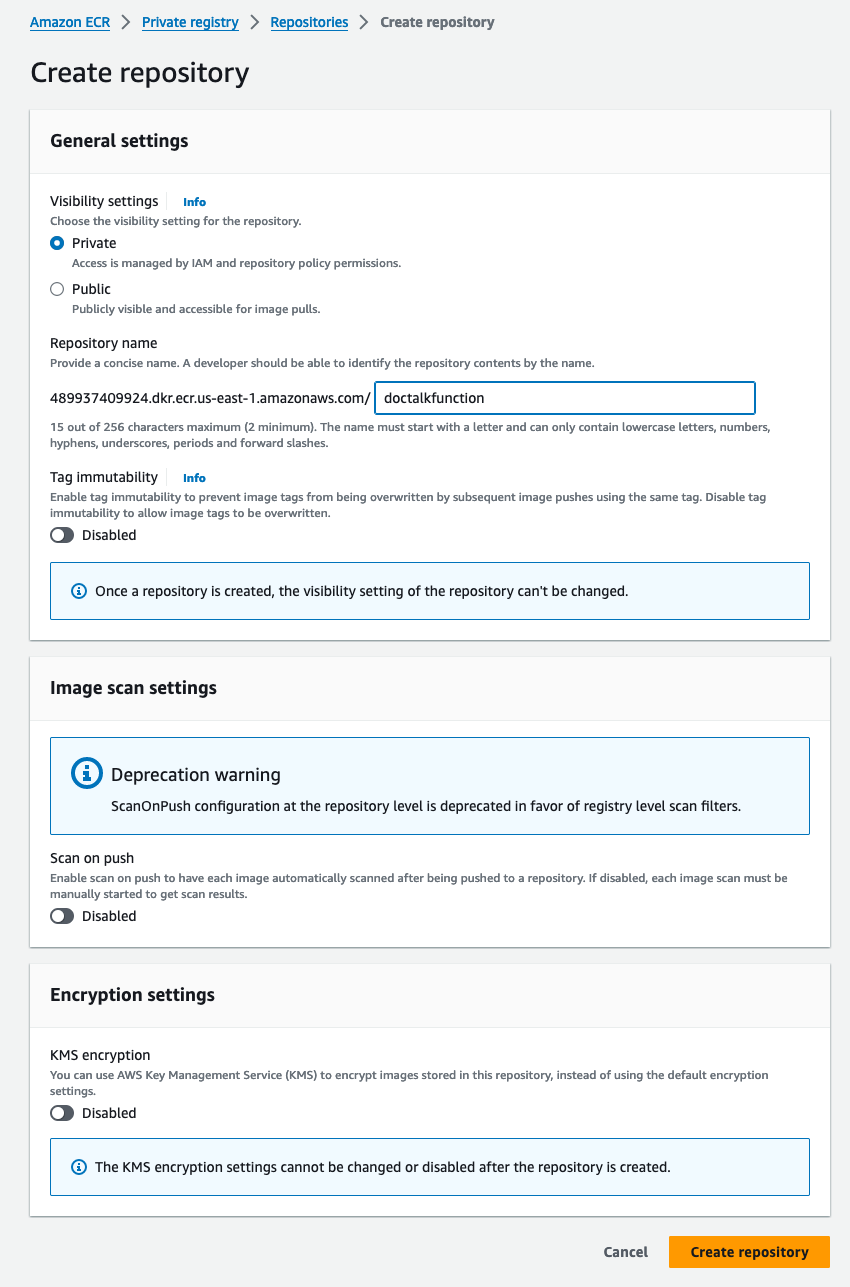 Amazon ECR > Private registry > Repositories > Create repository
Create repository
General settings
Visibility settings Info
Choose the visibility setting for the repository.
Private
Access is managed by IAM and repository policy permissions.
Public
Publicly visible and accessible for image pulls.
Repository name
Provide a concise name. A developer should be able to identify the repository contents by the name.
489937409924.dkr.ecr.us-east-1.amazonaws.com/ doctalkfunction
15 out of 256 characters maximum (2 minimum). The name must start with a letter and can only contain lowercase letters, numbers,
hyphens, underscores, periods and forward slashes.
Tag immutability Info
Enable tag immutability to prevent image tags from being overwritten by subsequent image pushes using the same tag. Disable tag
immutability to allow image tags to be overwritten.
Disabled
Once a repository is created, the visibility setting of the repository can't be changed.
Image scan settings
Deprecation warning
ScanOnPush configuration at the repository level is deprecated in favor of registry level scan filters.
Scan on push
Enable scan on push to have each image automatically scanned after being pushed to a repository. If disabled, each image scan must be
manually started to get scan results.
Disabled
Encryption settings
KMS encryption
You can use AWS Key Management Service (KMS) to encrypt images stored in this repository, instead of using the default encryption
settings.
Disabled
The KMS encryption settings cannot be changed or disabled after the repository is created.
Cancel Create repository